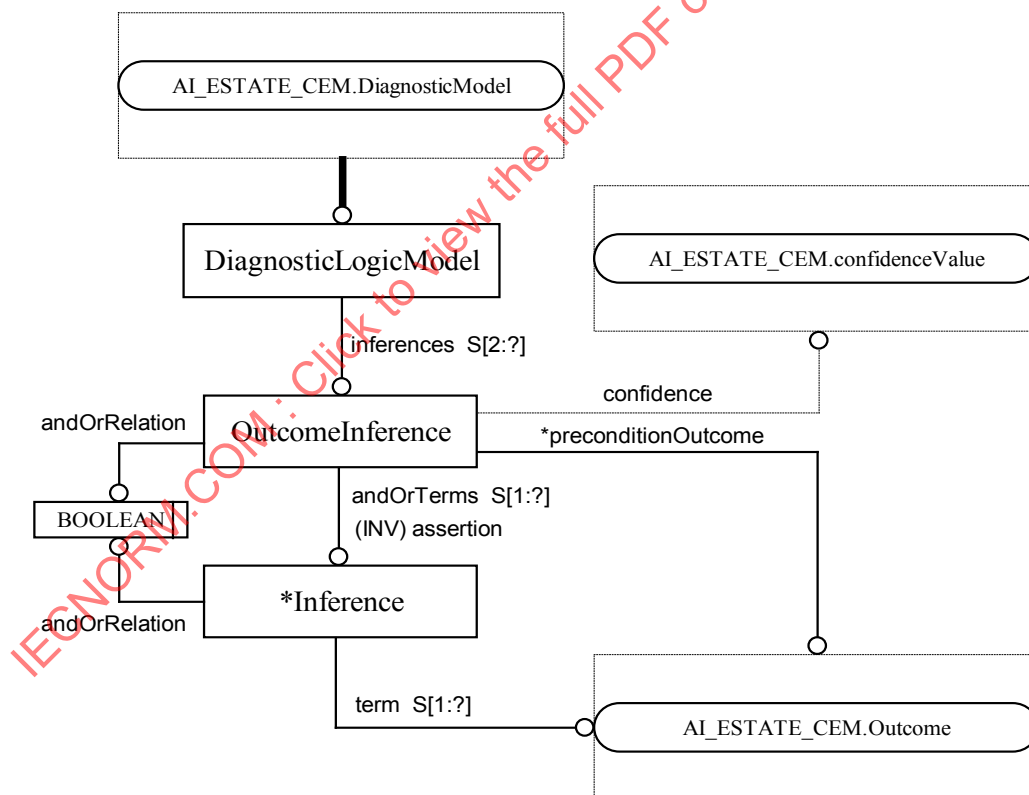 AI_ESTATE_CEM.DiagnosticModel
DiagnosticLogicModel
AI_ESTATE_CEM.confidenceValue
inferences S[2:?]
confidence
andOrRelation
OutcomeInference
*preconditionOutcome
andOrTerms S[1:?]
(INV) assertion
BOOLEAN
*Inference
andOrRelation
term S[1:?]
AI_ESTATE_CEM.Outcome
IECNORM.COM : Click to view the full PDF